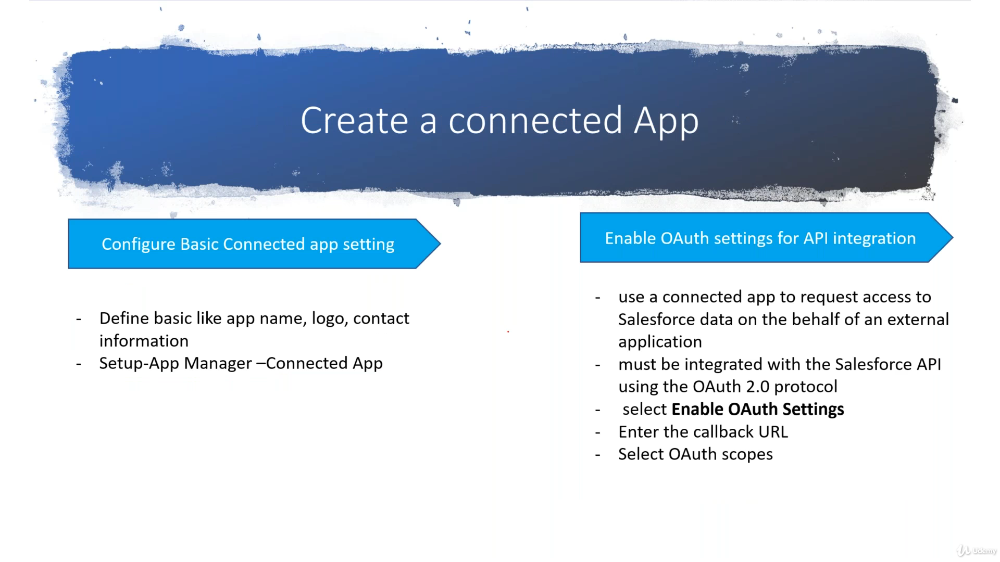 Create a connected App
Configure Basic Connected app setting
- Define basic like app name, logo, contact
information
- Setup-App Manager –Connected App
Enable OAuth settings for API integration
- use a connected app to request access to
Salesforce data on the behalf of an external
application
- must be integrated with the Salesforce API
using the OAuth 2.0 protocol
- select Enable OAuth Settings
- Enter the callback URL
- Select OAuth scopes
Udemy